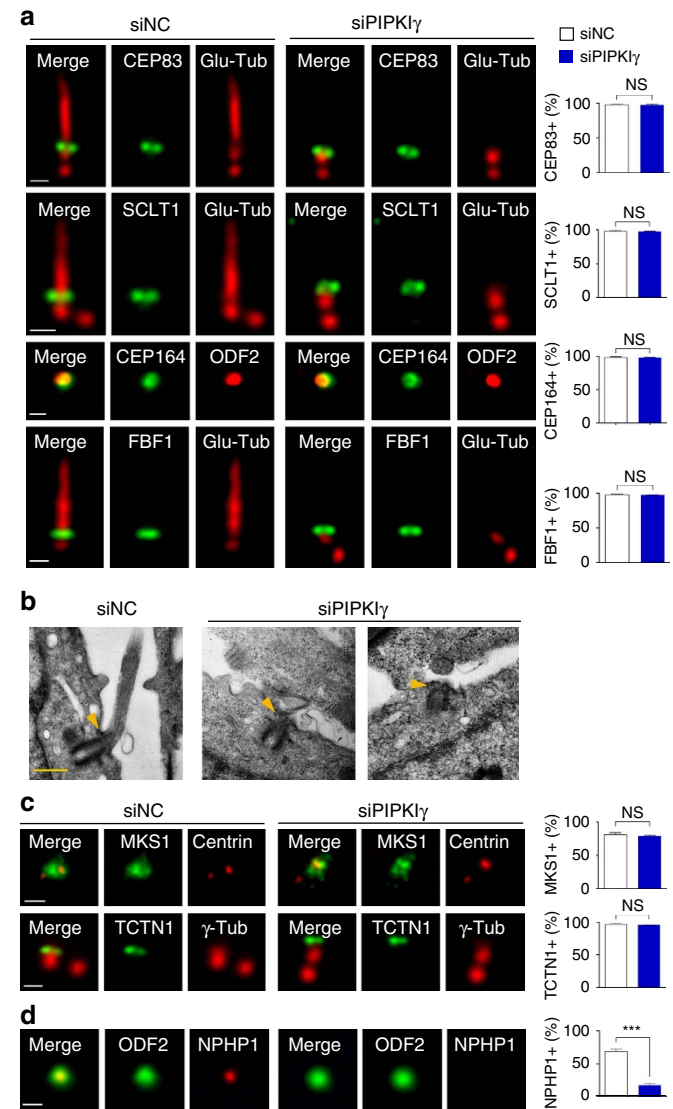 a
siNC siPIPKIγ
siNC
siPIPKIγ
Merge CEP83 Glu-Tub Merge CEP83 Glu-Tub
CEP83+ (%)
100
50
0
NS
Merge SCLT1 Glu-Tub Merge SCLT1 Glu-Tub
SCLT1+ (%)
100
50
0
NS
Merge CEP164 ODF2 Merge CEP164 ODF2
CEP164+ (%)
100
50
0
NS
Merge FBF1 Glu-Tub Merge FBF1 Glu-Tub
FBF1+ (%)
100
50
0
NS
b
siNC siPIPKIγ
c
siNC siPIPKIγ
Merge MKS1 Centrin Merge MKS1 Centrin
MKS1+ (%)
100
50
0
NS
Merge TCTN1 γ-Tub Merge TCTN1 γ-Tub
TCTN1+ (%)
100
50
0
NS
d
Merge ODF2 NPHP1 Merge ODF2 NPHP1
NPHP1+ (%)
100
50
0
***